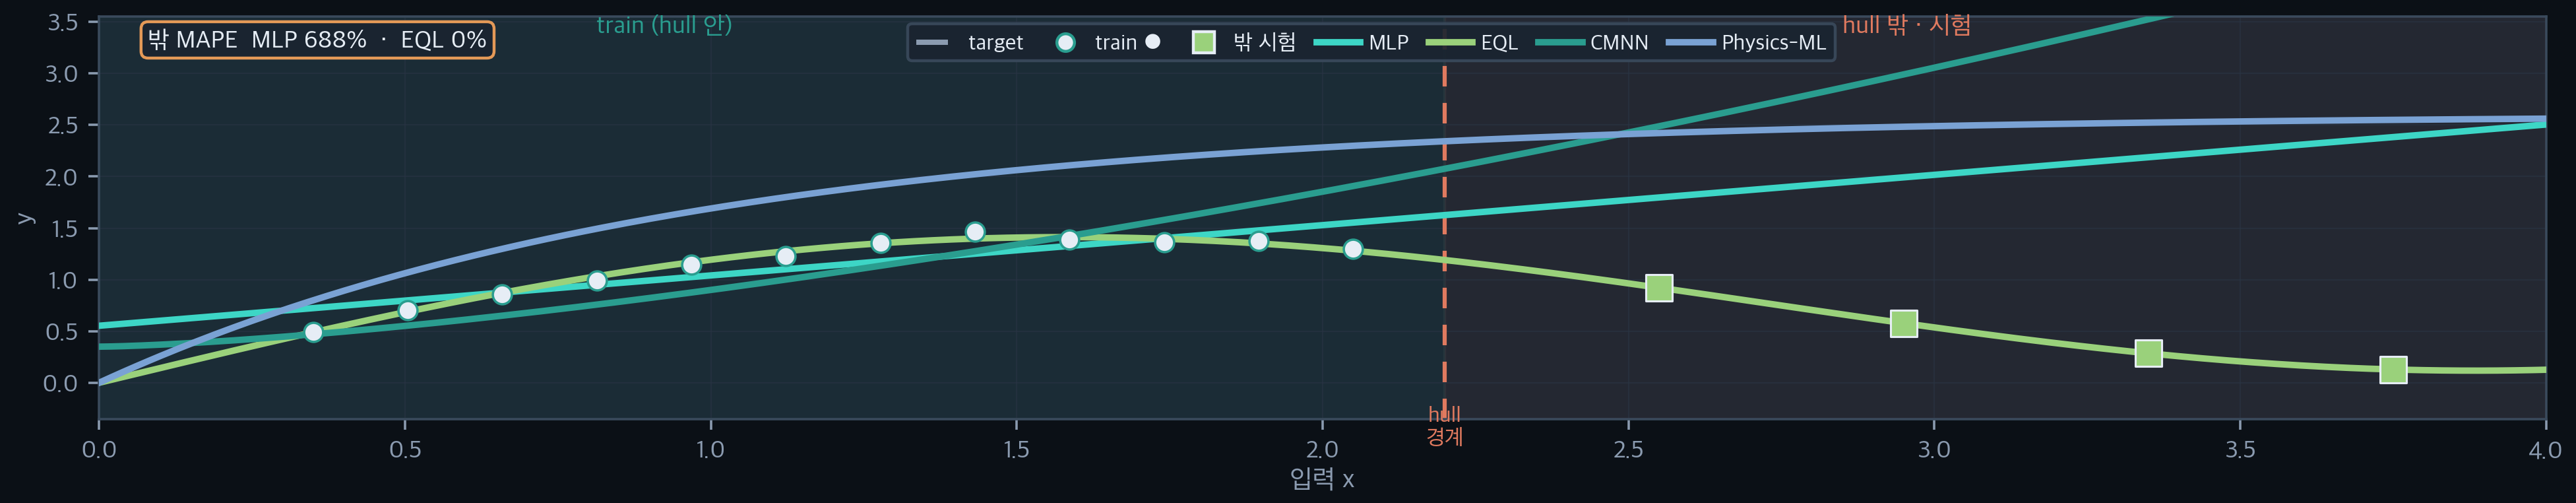 train (hull 안)
hull 밖 · 시험
밖 MAPE  MLP 688%  ·  EQL 0%
target
train
밖 시험
MLP
EQL
CMNN
Physics-ML
3.5
3.0
2.5
2.0
1.5
1.0
0.5
0.0
y
hull
경계
0.0
0.5
1.0
1.5
2.0
2.5
3.0
3.5
4.0
입력 x